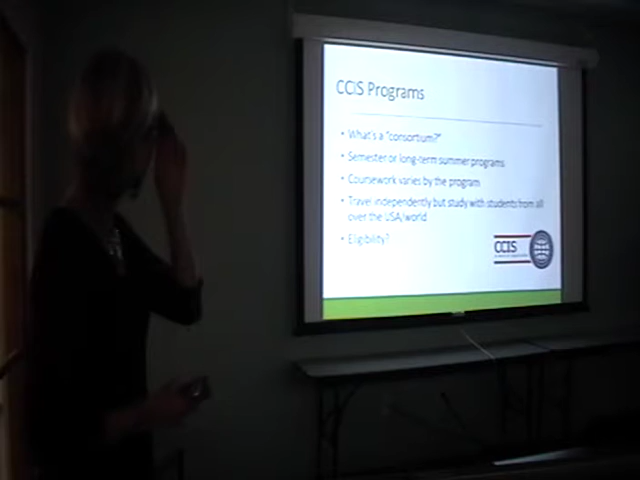 CCIS Programs
• What's a "consortium?"
• Semester or long-term summer programs
• Coursework varies by the program
• Travel independently but study with students from all
over the USA/world
• Eligibility?
CCIS